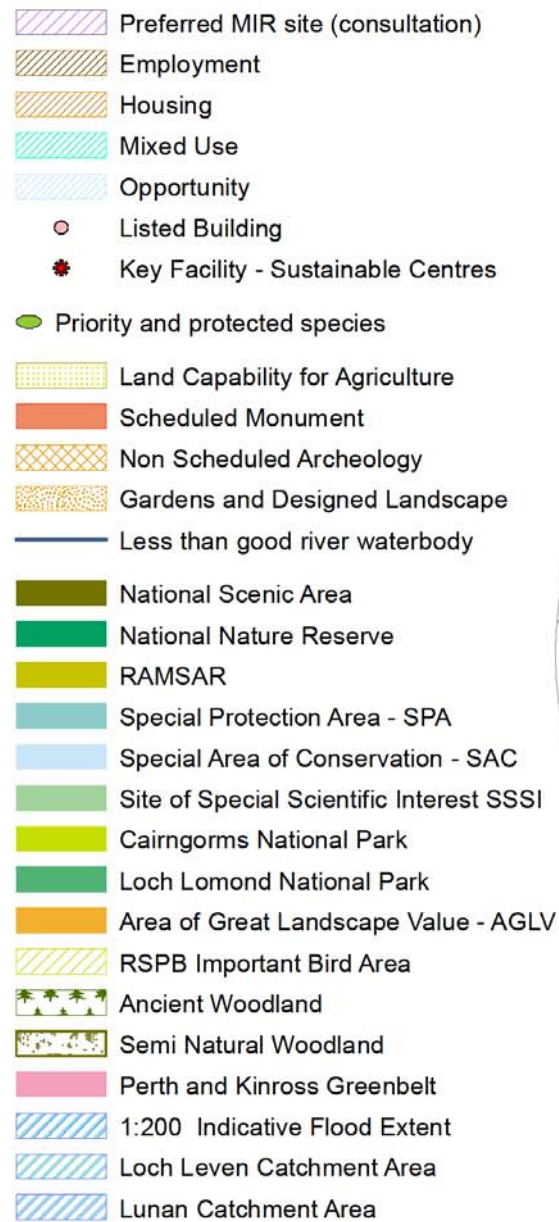 Preferred MIR site (consultation)
Employment
Housing
Mixed Use
Opportunity
Listed Building
Key Facility - Sustainable Centres
Priority and protected species
Land Capability for Agriculture
Scheduled Monument
Non Scheduled Archeology
Gardens and Designed Landscape
Less than good river waterbody
National Scenic Area
National Nature Reserve
RAMSAR
Special Protection Area - SPA
Special Area of Conservation - SAC
Site of Special Scientific Interest SSSI
Cairngorms National Park
Loch Lomond National Park
Area of Great Landscape Value - AGLV
RSPB Important Bird Area
Ancient Woodland
Semi Natural Woodland
Perth and Kinross Greenbelt
1:200 Indicative Flood Extent
Loch Leven Catchment Area
Lunan Catchment Area